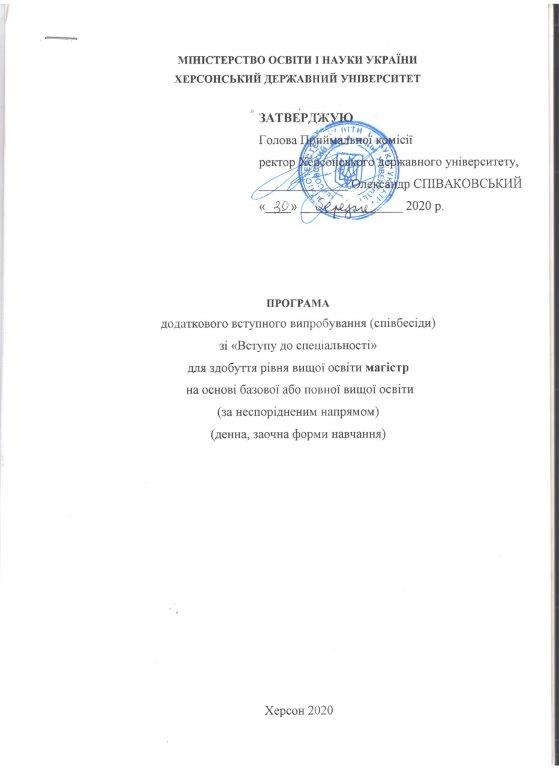 МІНІСТЕРСТВО ОСВІТИ І НАУКИ УКРАЇНИ
ХЕРСОНСЬКИЙ ДЕРЖАВНИЙ УНІВЕРСИТЕТ
ЗАТВЕРДЖУЮ
Голова Приймальної комісії
ректор Херсонського державного університету,
Олександр СПІВАКОВСЬКИЙ
«30» березня 2020 р.
ПРОГРАМА
додаткового вступного випробування (співбесіди)
зі «Вступу до спеціальності»
для здобуття рівня вищої освіти магістр
на основі базової або повної вищої освіти
(за неспорідненим напрямом)
(денна, заочна форми навчання)
Херсон 2020